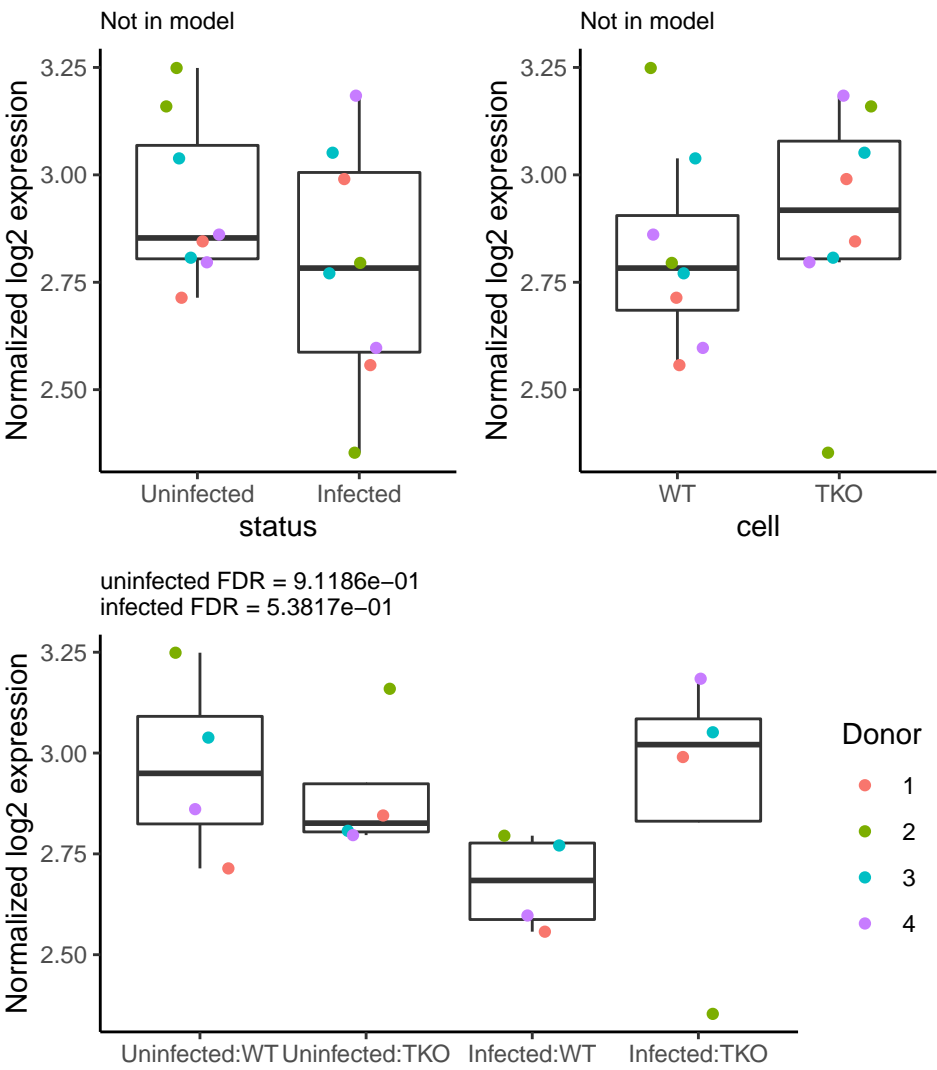 Not in model
Normalized log2 expression
3.25
3.00
2.75
2.50
Uninfected
Infected
status
Not in model
Normalized log2 expression
3.25
3.00
2.75
2.50
WT
TKO
cell
uninfected FDR = 9.1186e−01
infected FDR = 5.3817e−01
Normalized log2 expression
3.25
3.00
2.75
2.50
Uninfected:WT
Uninfected:TKO
Infected:WT
Infected:TKO
Donor
1
2
3
4